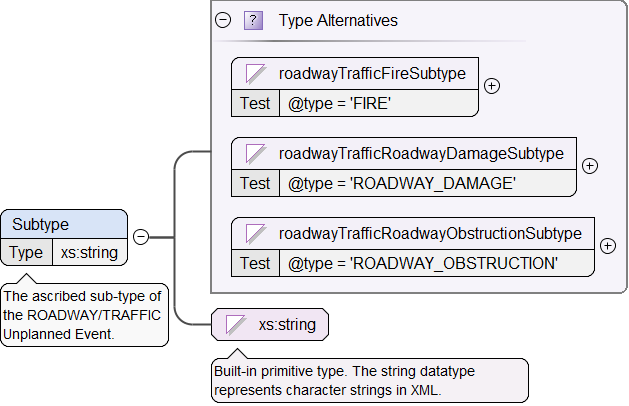 ? Type Alternatives
roadwayTrafficFireSubtype
Test @type = 'FIRE'
roadwayTrafficRoadwayDamageSubtype
Test @type = 'ROADWAY_DAMAGE'
roadwayTrafficRoadwayObstructionSubtype
Test @type = 'ROADWAY_OBSTRUCTION'
Subtype
Type xs:string
The ascribed sub-type of
the ROADWAY/TRAFFIC
Unplanned Event.
xs:string
Built-in primitive type. The string datatype
represents character strings in XML.